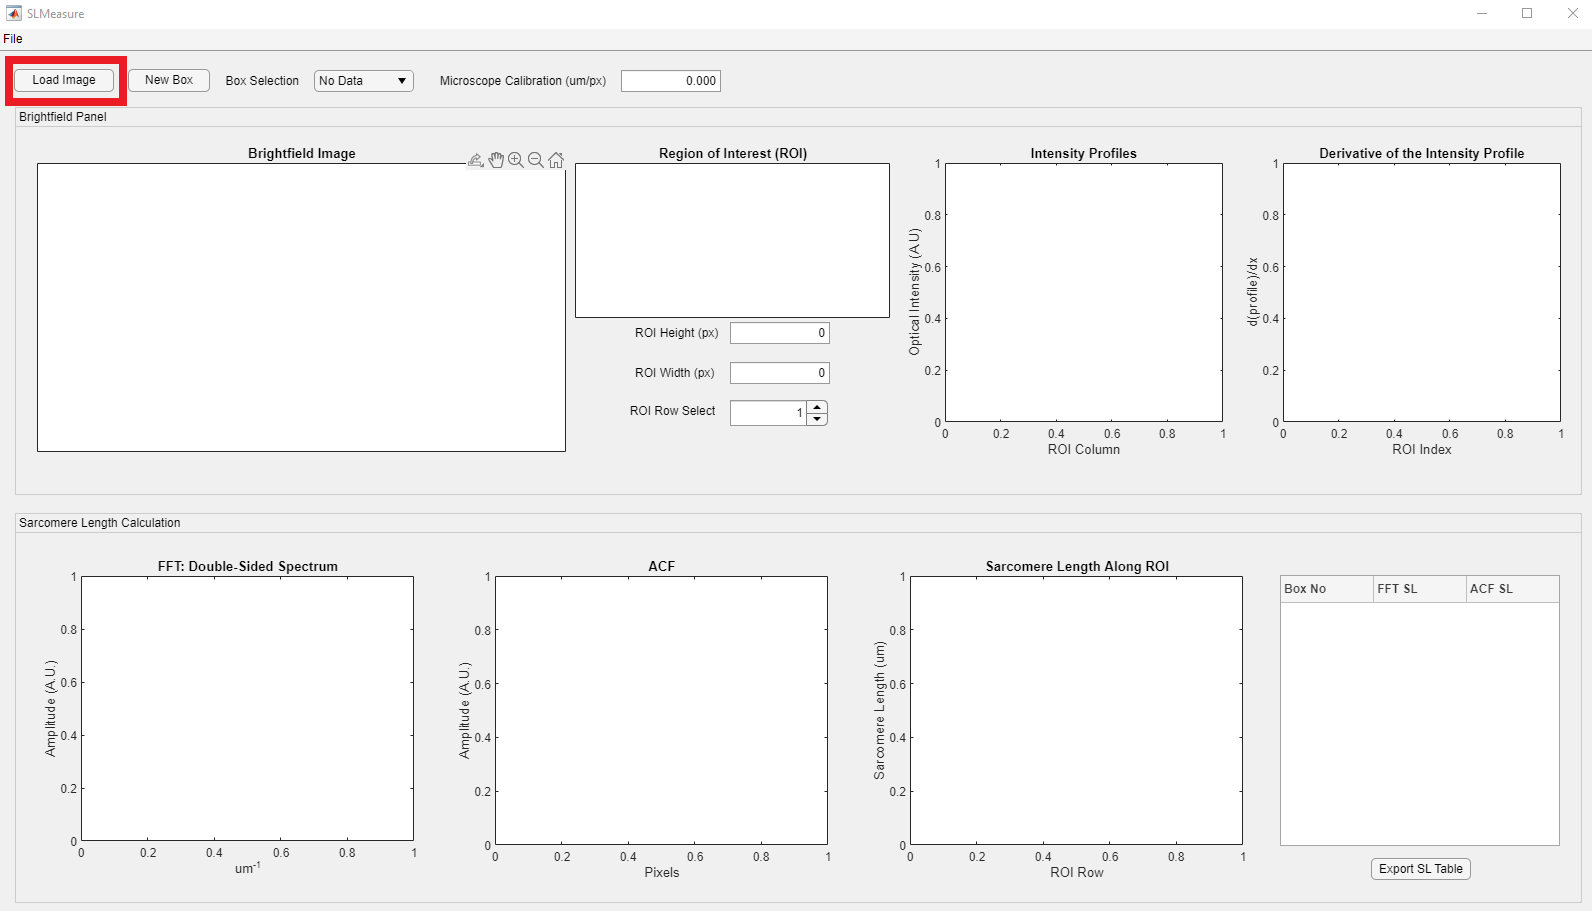 SLMeasure
File
Load Image
New Box
Box Selection
No Data
Microscope Calibration (um/px)
0.000
Brightfield Panel
Brightfield Image
Region of Interest (ROI)
ROI Height (px)
0
ROI Width (px)
0
ROI Row Select
1
Intensity Profiles
Optical Intensity (A.U)
1
0.8
0.6
0.4
0.2
0
0 0.2 0.4 0.6 0.8 1
ROI Column
Derivative of the Intensity Profile
d(profile)/dx
1
0.8
0.6
0.4
0.2
0
0 0.2 0.4 0.6 0.8 1
ROI Index
Sarcomere Length Calculation
FFT: Double-Sided Spectrum
Amplitude (A.U.)
1
0.8
0.6
0.4
0.2
0
0 0.2 0.4 0.6 0.8 1
um-1
ACF
Amplitude (A.U.)
1
0.8
0.6
0.4
0.2
0
0 0.2 0.4 0.6 0.8 1
Pixels
Sarcomere Length Along ROI
Sarcomere Length (um)
1
0.8
0.6
0.4
0.2
0
0 0.2 0.4 0.6 0.8 1
ROI Row
Box No FFT SL ACF SL
Export SL Table